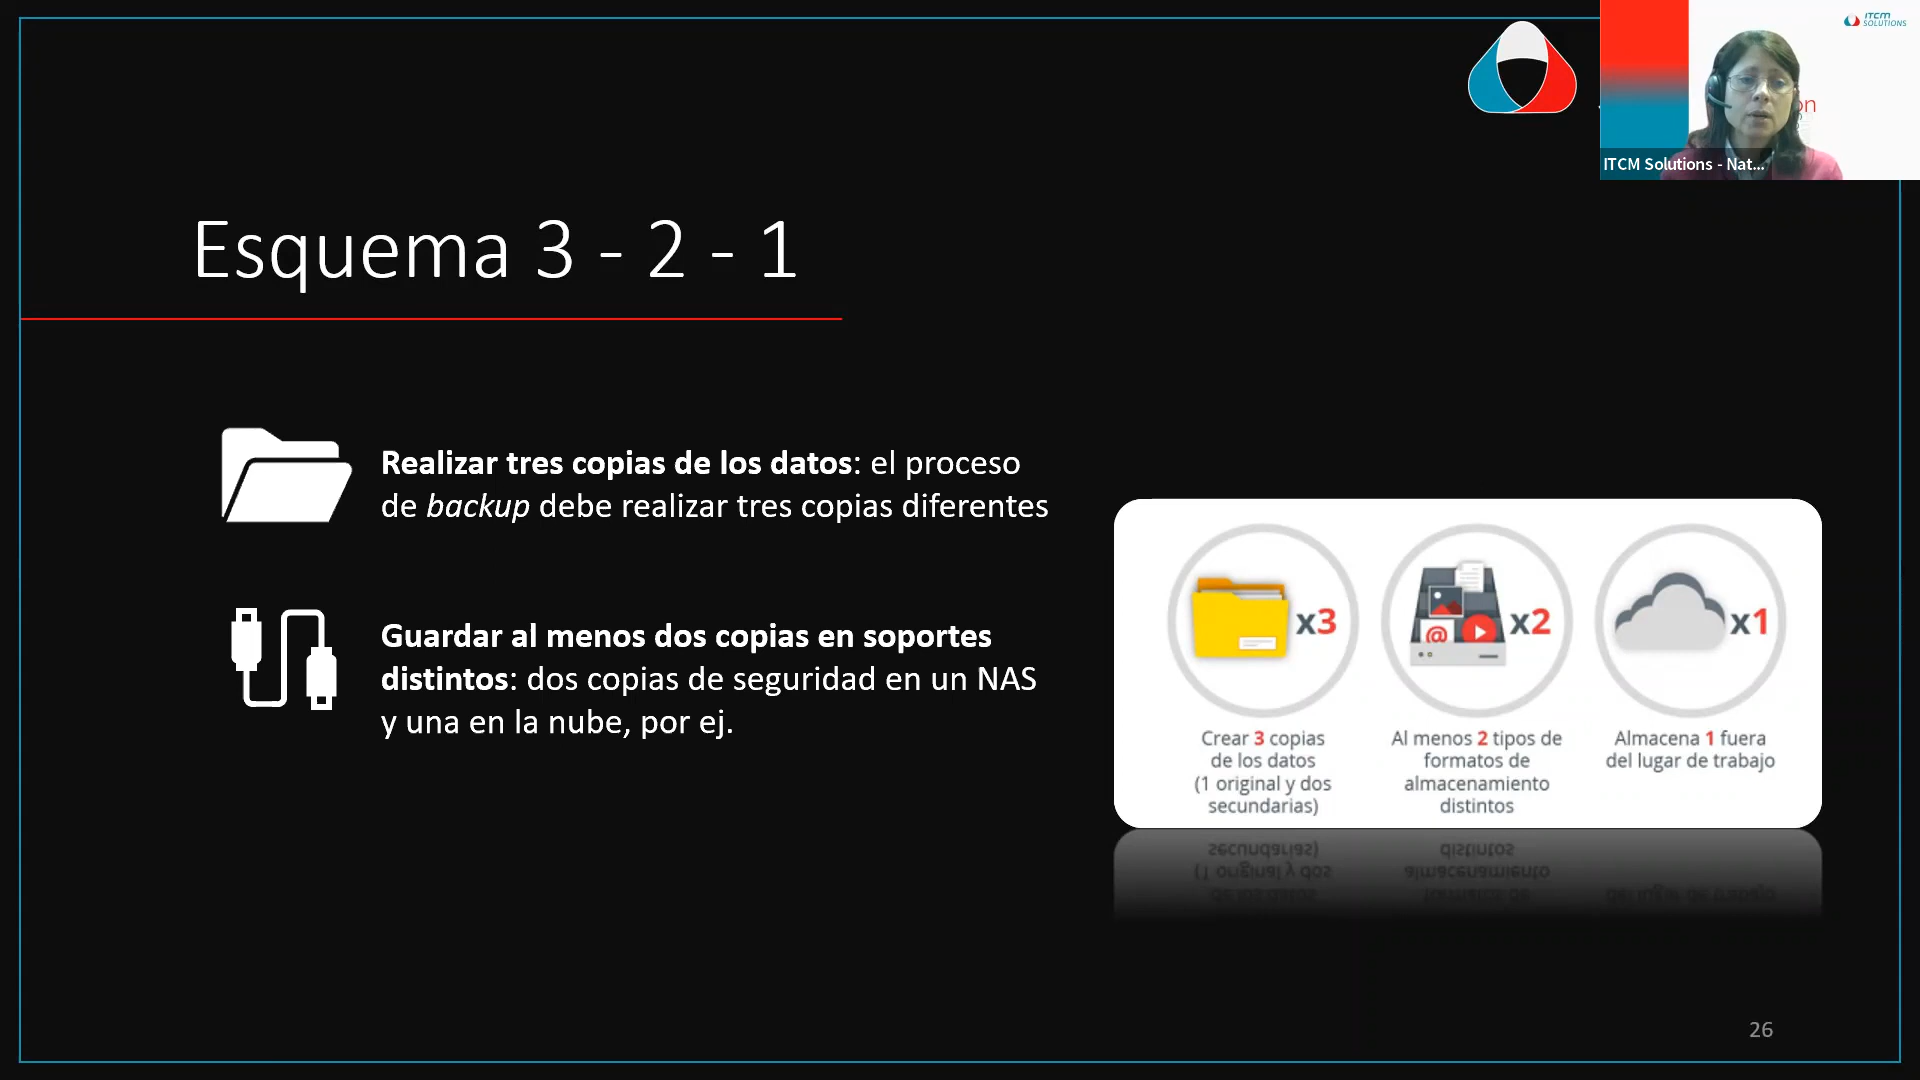 ITCM
SOLUTIONS
on
ITCM Solutions - Nat...
Esquema 3 - 2 - 1
Realizar tres copias de los datos: el proceso
de backup debe realizar tres copias diferentes
Guardar al menos dos copias en soportes
distintos: dos copias de seguridad en un NAS
y una en la nube, por ej.
x3
x2
x1
Crear 3 copias
de los datos
(1 original y dos
secundarias)
Al menos 2 tipos de
formatos de
almacenamiento
distintos
Almacena 1 fuera
del lugar de trabajo
26